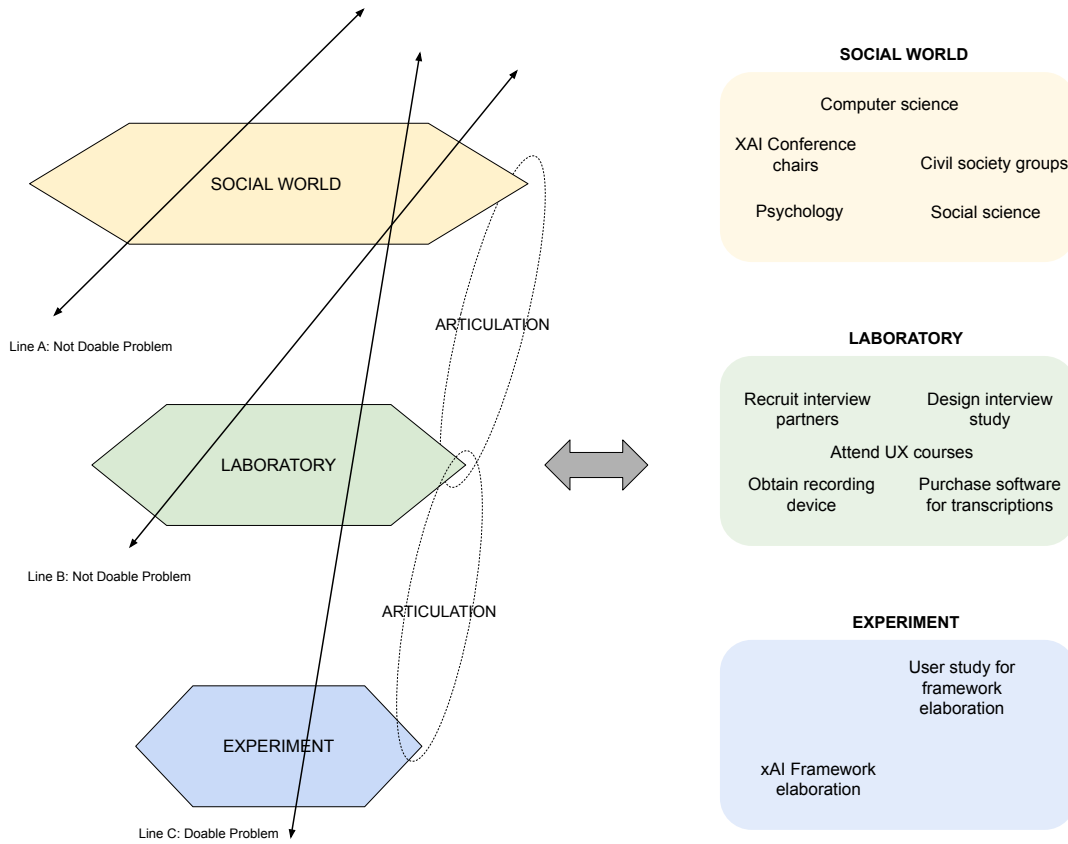 SOCIAL WORLD
ARTICULATION
Line A: Not Doable Problem
LABORATORY
Line B: Not Doable Problem
ARTICULATION
EXPERIMENT
Line C: Doable Problem
SOCIAL WORLD
Computer science
XAI Conference
chairs
Civil society groups
Psychology
Social science
LABORATORY
Recruit interview
partners
Design interview
study
Attend UX courses
Obtain recording
device
Purchase software
for transcriptions
EXPERIMENT
User study for
framework
elaboration
xAI Framework
elaboration